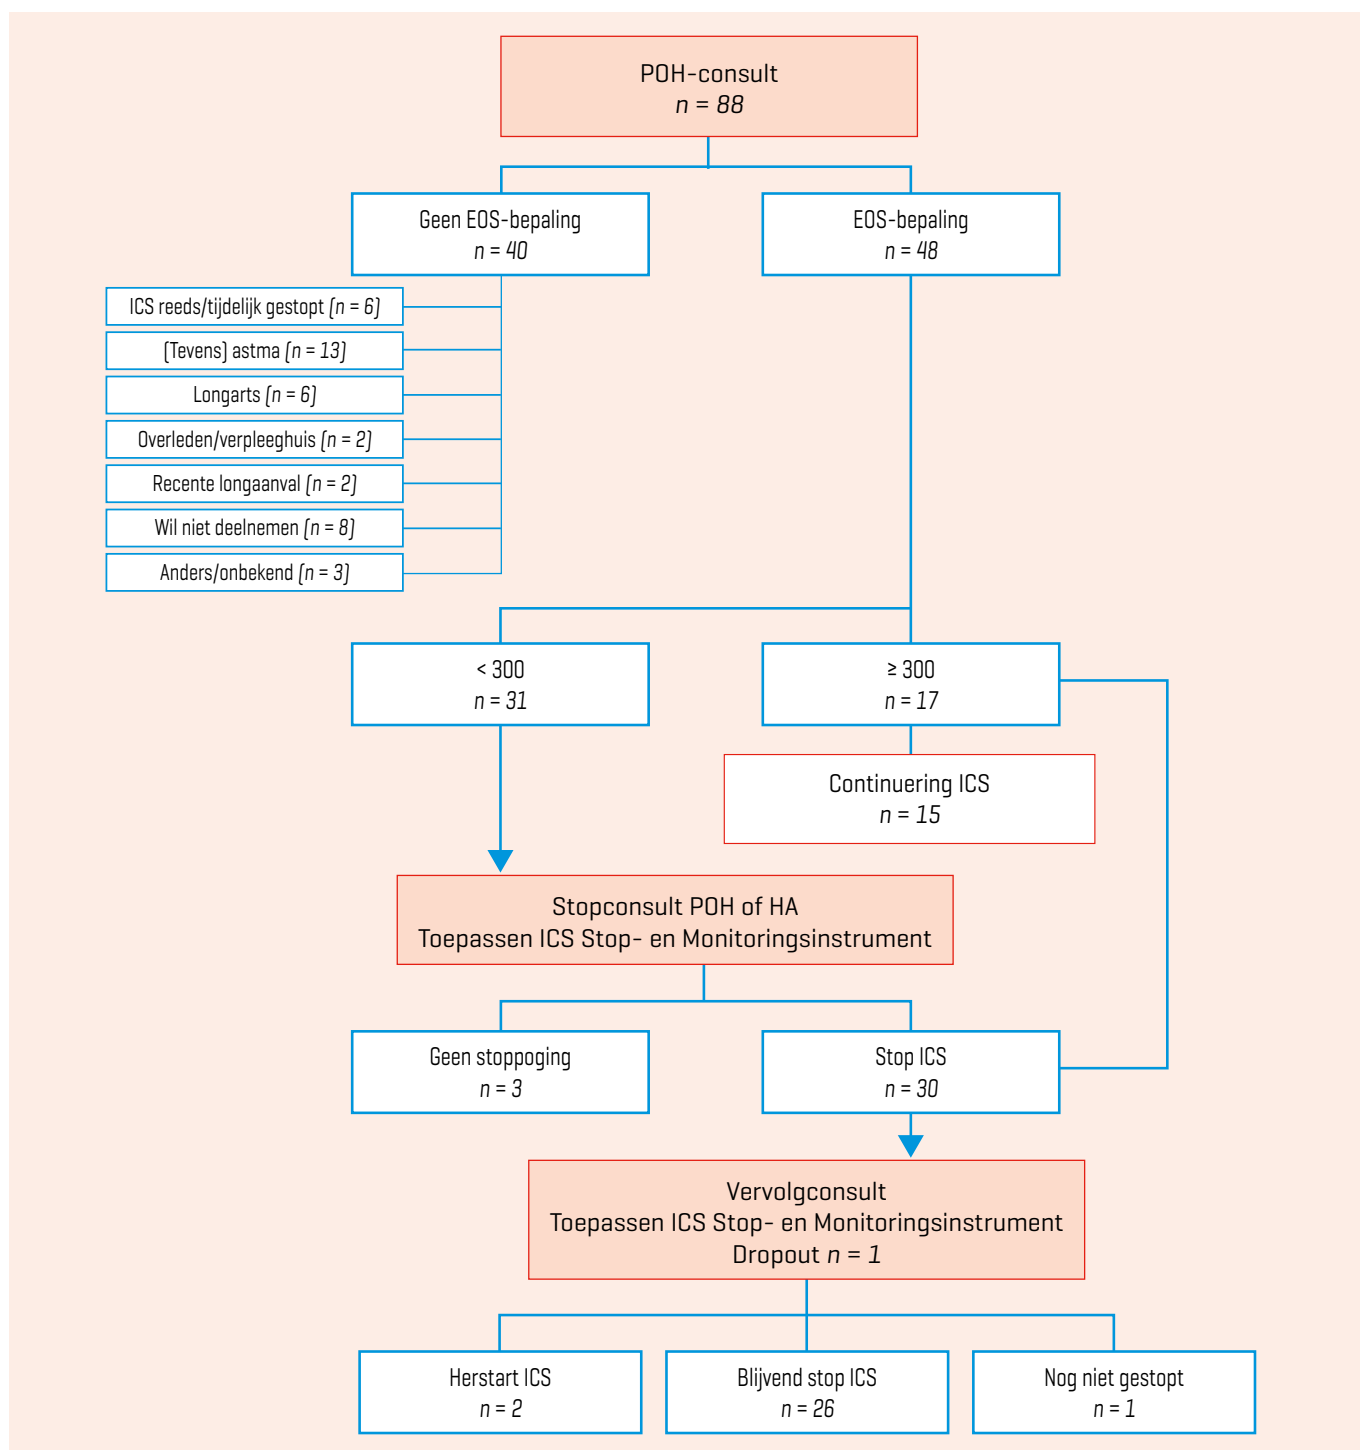 POH-consult
n = 88
Geen EOS-bepaling
n = 40
EOS-bepaling
n = 48
ICS reeds/tijdelijk gestopt (n = 6)
(Tevens) astma (n = 13)
Longarts (n = 6)
Overleden/verpleeghuis (n = 2)
Recente longaanval (n = 2)
Wil niet deelnemen (n = 8)
Anders/onbekend (n = 3)
< 300
n = 31
≥ 300
n = 17
Continuering ICS
n = 15
Stopconsult POH of HA
Toepassen ICS Stop- en Monitoringsinstrument
Geen stoppoging
n = 3
Stop ICS
n = 30
Vervolgconsult
Toepassen ICS Stop- en Monitoringsinstrument
Dropout n = 1
Herstart ICS
n = 2
Blijvend stop ICS
n = 26
Nog niet gestopt
n = 1